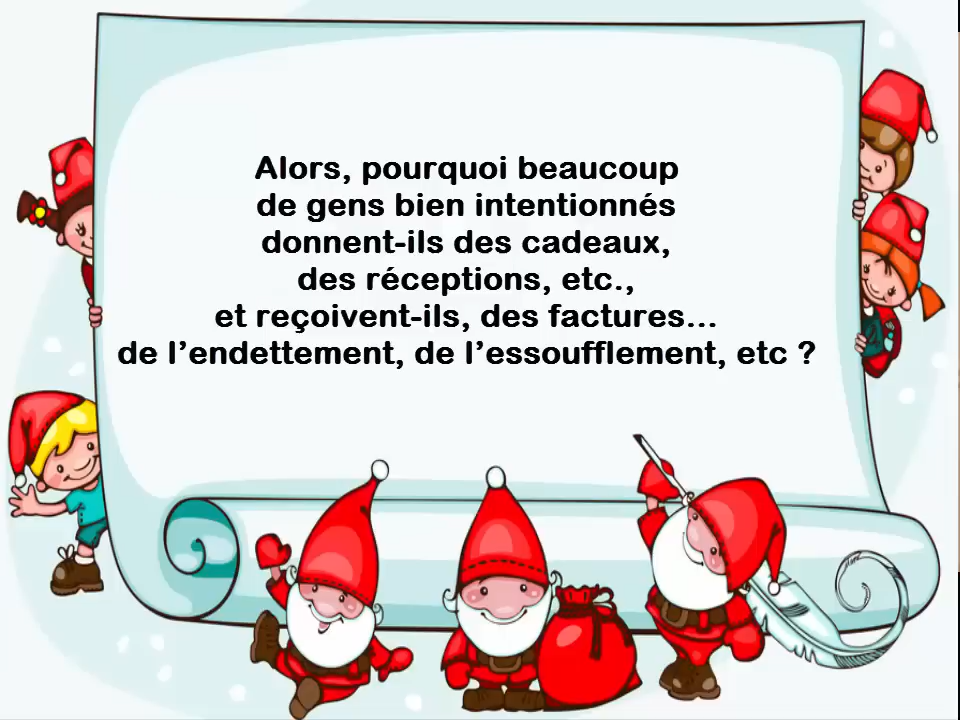 Alors, pourquoi beaucoup
de gens bien intentionnés
donnent-ils des cadeaux,
des réceptions, etc.,
et reçoivent-ils, des factures...
de l’endettement, de l’essoufflement, etc ?